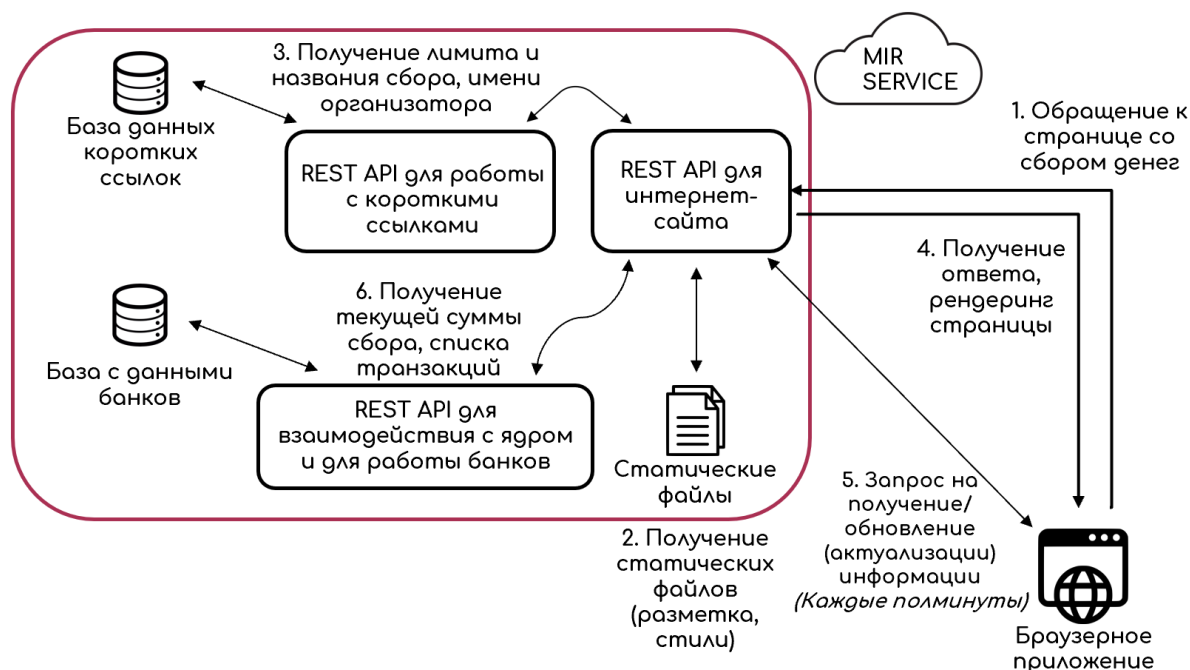 3. Получение лимита и
названия сбора, имени
организатора
MIR
SERVICE
1. Обращение к
странице со
сбором денег
База данных
коротких
ссылок
REST API для работы
с короткими
ссылками
REST API для
интернет-
сайта
4. Получение
ответа,
рендеринг
страницы
6. Получение
текущей суммы
сбора, списка
транзакций
База с данными
банков
REST API для
взаимодействия с ядром
и для работы банков
Статические
файлы
5. Запрос на
получение/
обновление
(актуализации)
информации
(Каждые полминуты)
2. Получение
статических
файлов
(разметка,
стили)
Браузерное
приложение